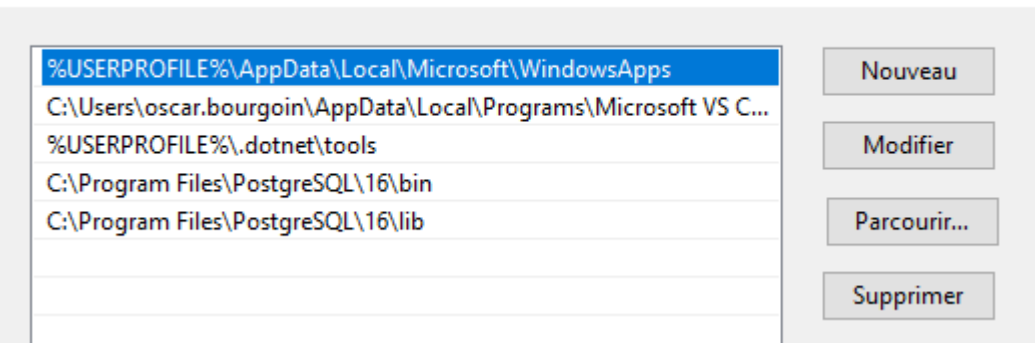 %USERPROFILE%\AppData\Local\Microsoft\WindowsApps
C:\Users\oscar.bourgoin\AppData\Local\Programs\Microsoft VS C...
%USERPROFILE%\.dotnet\tools
C:\Program Files\PostgreSQL\16\bin
C:\Program Files\PostgreSQL\16\lib
Nouveau
Modifier
Parcourir...
Supprimer